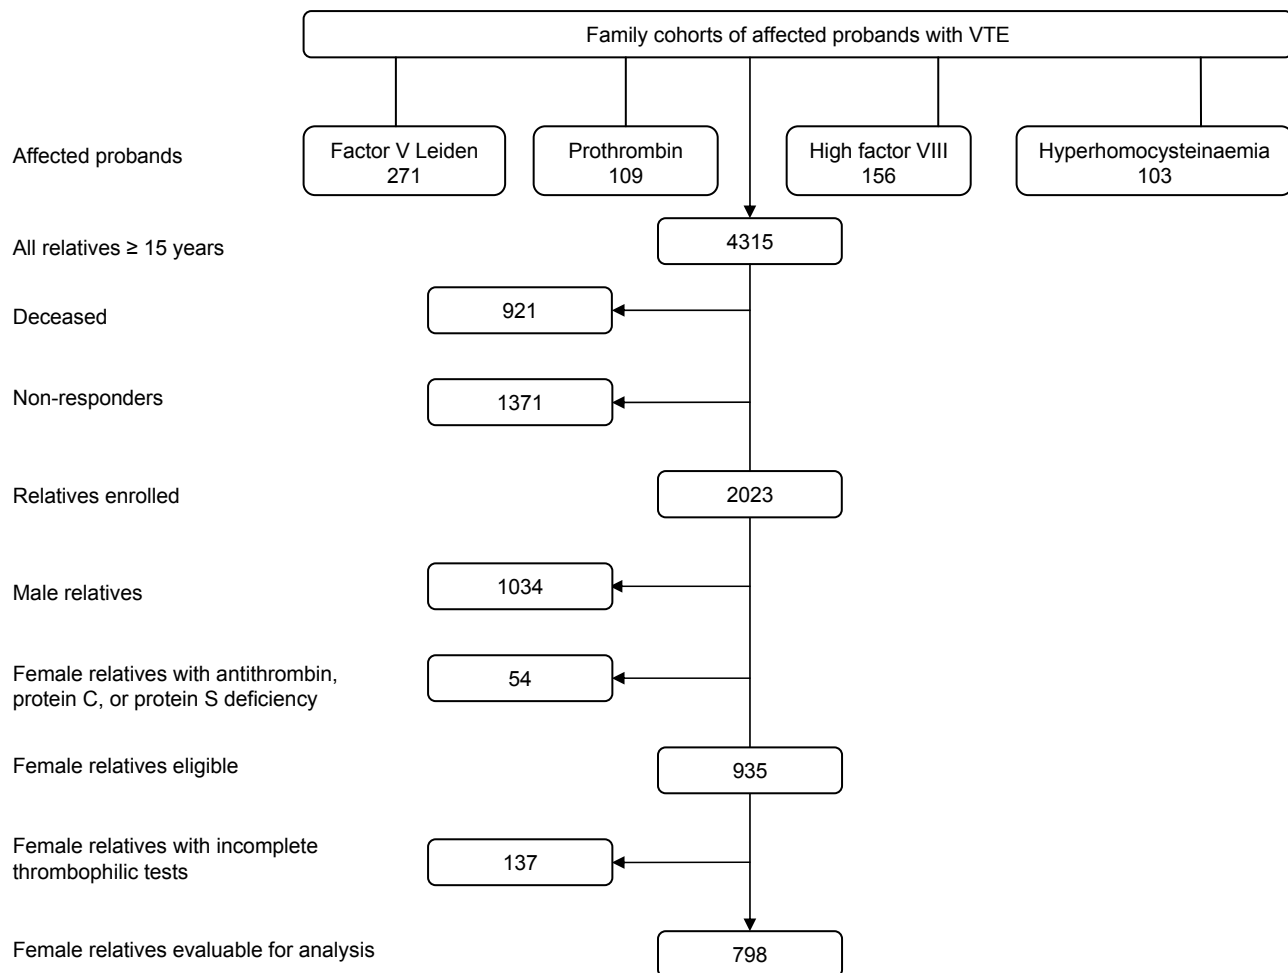 Family cohorts of affected probands with VTE
Affected probands
Factor V Leiden
271
Prothrombin
109
High factor VIII
156
Hyperhomocysteinaemia
103
All relatives ≥ 15 years
4315
Deceased
921
Non-responders
1371
Relatives enrolled
2023
Male relatives
1034
Female relatives with antithrombin,
protein C, or protein S deficiency
54
Female relatives eligible
935
Female relatives with incomplete
thrombophilic tests
137
Female relatives evaluable for analysis
798